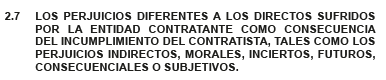 2.7 LOS PERJUICIOS DIFERENTES A LOS DIRECTOS SUFRIDOS
POR LA ENTIDAD CONTRATANTE COMO CONSECUENCIA
DEL INCUMPLIMIENTO DEL CONTRATISTA, TALES COMO LOS
PERJUICIOS INDIRECTOS, MORALES, INCIERTOS, FUTUROS,
CONSECUENCIALES O SUBJETIVOS.